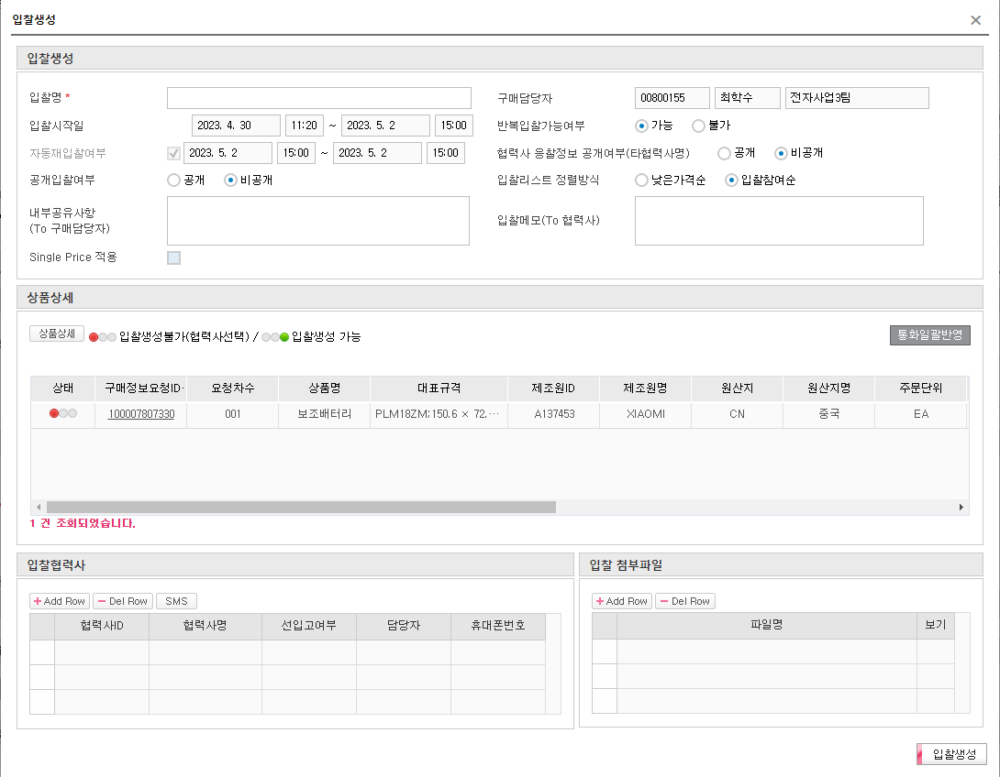 입찰생성
입찰생성
입찰명 *
구매담당자 00800155 최학수 전자사업3팀
입찰시작일 2023. 4. 30 11:20 ~ 2023. 5. 2 15:00
반복입찰가능여부 가능 불가
자동재입찰여부 2023. 5. 2 15:00 ~ 2023. 5. 2 15:00
협력사 응찰정보 공개여부(타협력사명) 공개 비공개
공개입찰여부 공개 비공개
입찰리스트 정렬방식 낮은가격순 입찰참여순
내부공유사항
(To 구매담당자)
입찰메모(To 협력사)
Single Price 적용
상품상세
상품상세 입찰생성불가(협력사선택) / 입찰생성 가능 통화일괄반영
상태 구매정보요청ID· 요청차수 상품명 대표규격 제조원ID 제조원명 원산지 원산지명 주문단위
100007807330 001 보조배터리 PLM18ZM;150.6 × 72.… A137453 XIAOMI CN 중국 EA
1 건 조회되었습니다.
입찰협력사
+ Add Row − Del Row SMS
협력사ID 협력사명 선입고여부 담당자 휴대폰번호
입찰 첨부파일
+ Add Row − Del Row
파일명 보기
입찰생성